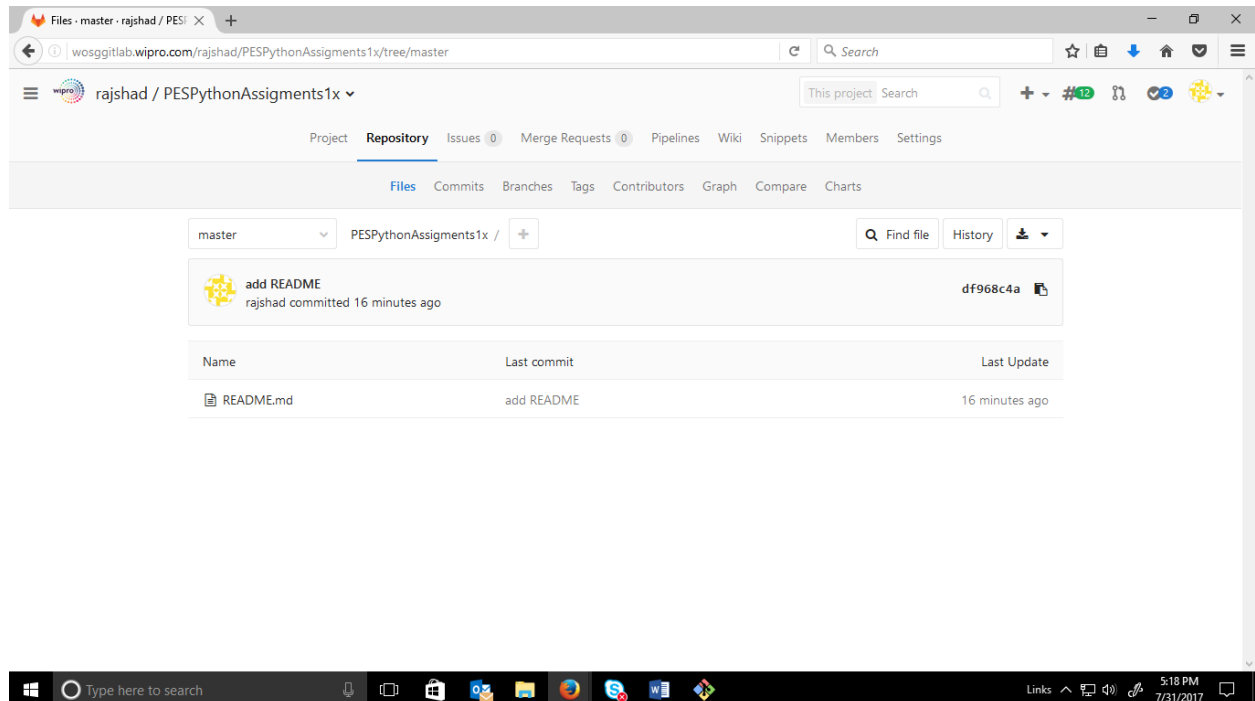 Files · master · rajshad / PES
wosggitlab.wipro.com/rajshad/PESPythonAssigments1x/tree/master
Search
wipro
rajshad / PESPythonAssigments1x
This project Search
12
2
Project Repository Issues 0 Merge Requests 0 Pipelines Wiki Snippets Members Settings
Files Commits Branches Tags Contributors Graph Compare Charts
master PESPythonAssigments1x / + Find file History
add README
rajshad committed 16 minutes ago
df968c4a
Name Last commit Last Update
README.md add README 16 minutes ago
Type here to search
Links
5:18 PM
7/31/2017